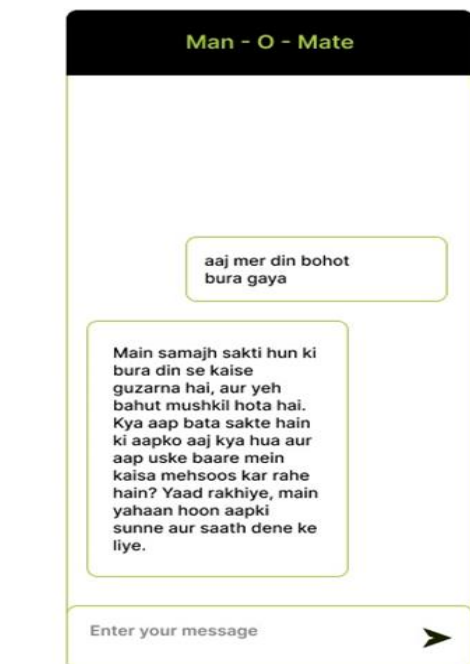 Man - O - Mate
aaj mer din bohot
bura gaya
Main samajh sakti hun ki
bura din se kaise
guzarna hai, aur yeh
bahut mushkil hota hai.
Kya aap bata sakte hain
ki aapko aaj kya hua aur
aap uske baare mein
kaisa mehsoos kar rahe
hain? Yaad rakhiye, main
yahaan hoon aapki
sunne aur saath dene ke
liye.
Enter your message